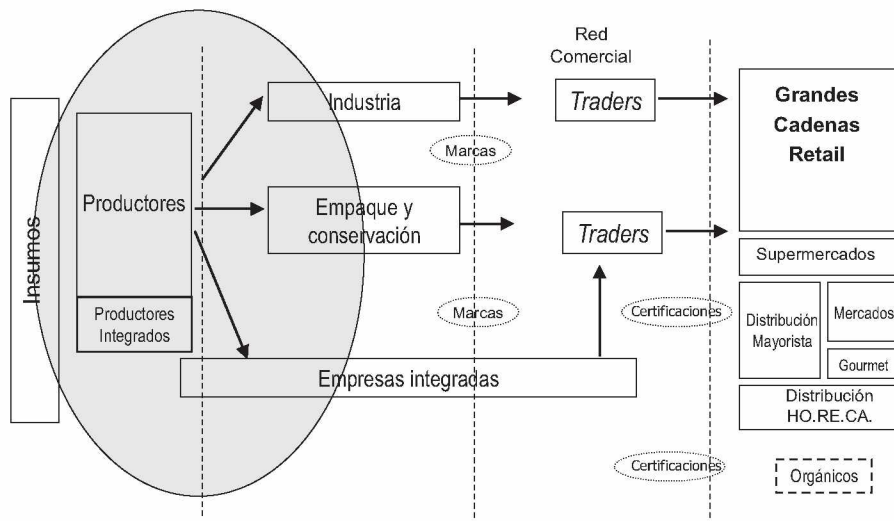 Red
Comercial
Insumos
Productores
Productores
Integrados
Industria
Traders
Marcas
Empaque y
conservación
Traders
Marcas
Certificaciones
Empresas integradas
Certificaciones
Grandes
Cadenas
Retail
Supermercados
Distribución
Mayorista
Mercados
Gourmet
Distribución
HO.RE.CA.
Orgánicos